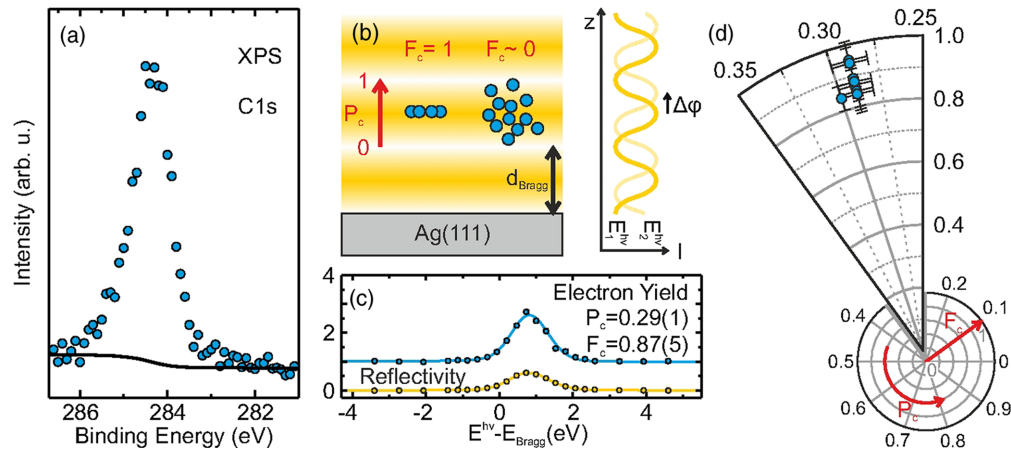 (a)
XPS
C1s
Intensity (arb. u.)
286
284
282
Binding Energy (eV)
(b)
F_c = 1
F_c ~ 0
1
P_c
0
d_Bragg
Ag(111)
z
Δφ
E_1^hν
E_2^hν
I
(c)
Electron Yield
P_c=0.29(1)
F_c=0.87(5)
Reflectivity
4
2
0
-4
-2
0
2
4
E^hν-E_Bragg(eV)
(d)
0.35
0.30
0.25
1.0
0.8
0.6
0.4
0.2
0.4
0.1
F_c
1
0.5
0
0
0.6
P_c
0.9
0.7
0.8